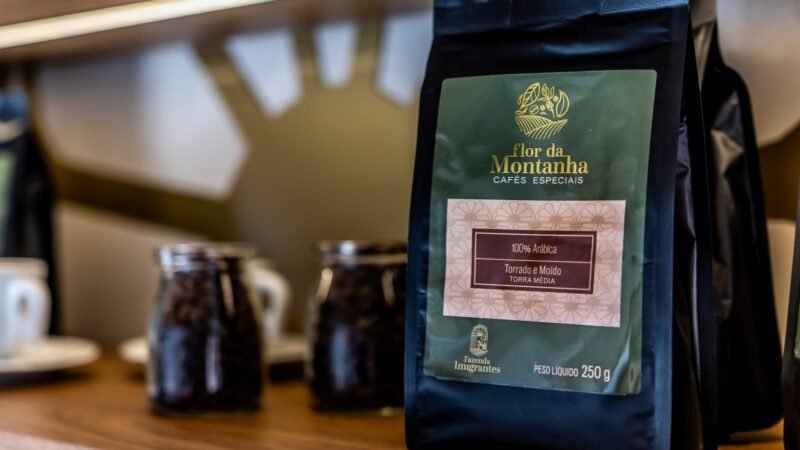 flor da
Montanha
CAFÉS ESPECIAIS
100% Arábica
Torrado e Moído
TORRA MÉDIA
Fazenda
Imigrantes
PESO LÍQUIDO 250 g